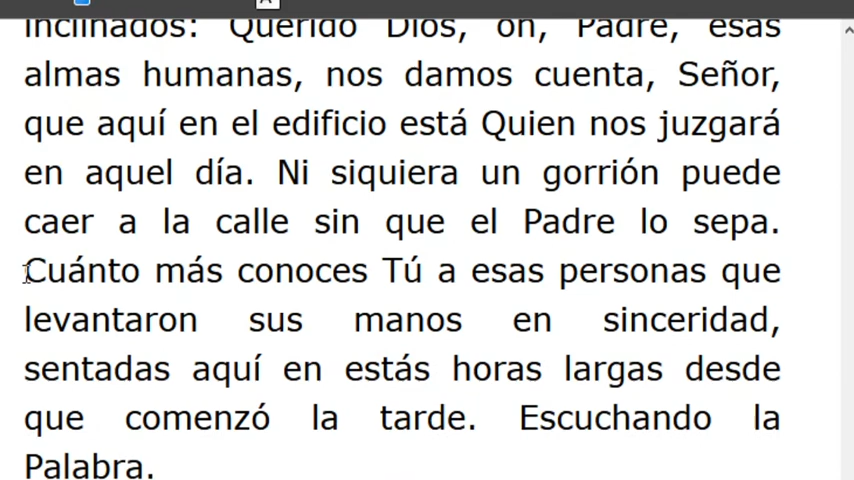 inclinados: Querido Dios, oh, Padre, esas
almas humanas, nos damos cuenta, Señor,
que aquí en el edificio está Quien nos juzgará
en aquel día. Ni siquiera un gorrión puede
caer a la calle sin que el Padre lo sepa.
Cuánto más conoces Tú a esas personas que
levantaron sus manos en sinceridad,
sentadas aquí en estás horas largas desde
que comenzó la tarde. Escuchando la
Palabra.